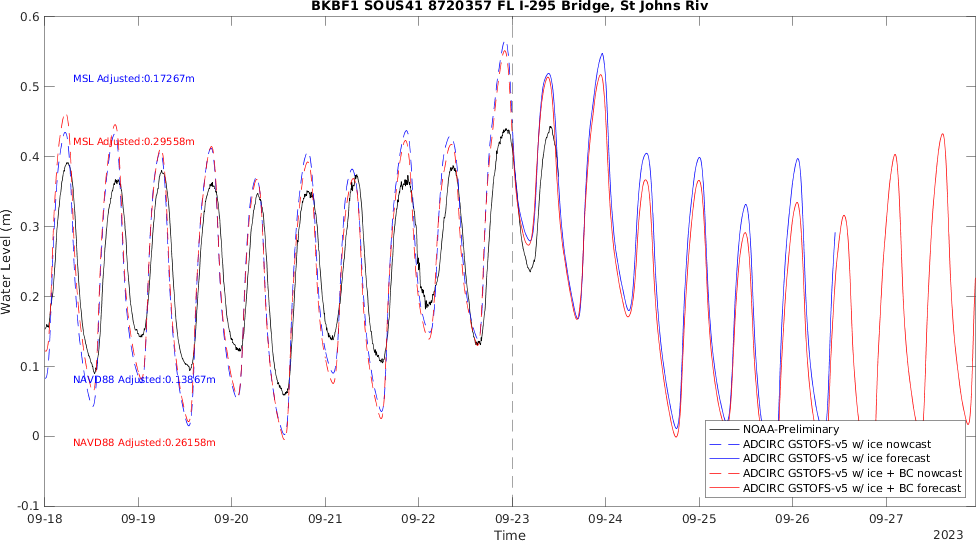 BKBF1 SOUS41 8720357 FL I-295 Bridge, St Johns Riv
0.6
0.5
0.4
0.3
0.2
0.1
0
-0.1
Water Level (m)
MSL Adjusted:0.17267m
MSL Adjusted:0.29558m
NAVD88 Adjusted:0.13867m
NAVD88 Adjusted:0.26158m
NOAA-Preliminary
ADCIRC GSTOFS-v5 w/ ice nowcast
ADCIRC GSTOFS-v5 w/ ice forecast
ADCIRC GSTOFS-v5 w/ ice + BC nowcast
ADCIRC GSTOFS-v5 w/ ice + BC forecast
09-18 09-19 09-20 09-21 09-22 09-23 09-24 09-25 09-26 09-27
Time
2023